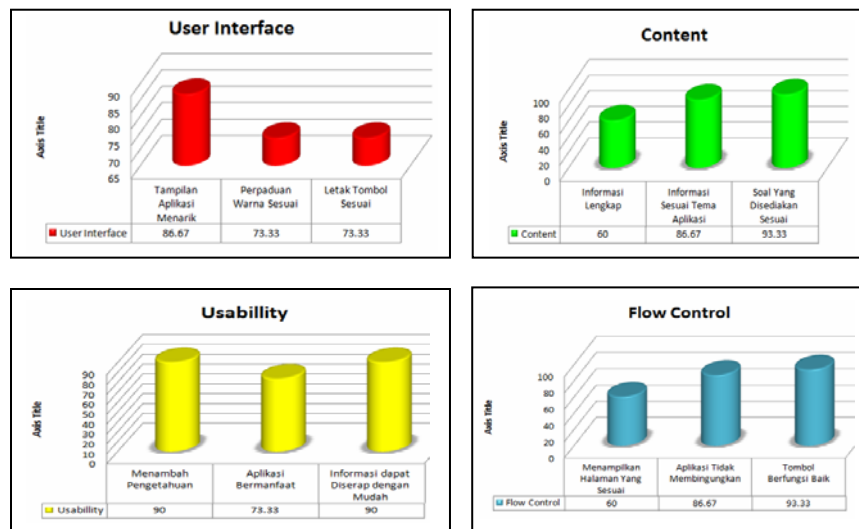 User Interface
Axis Title
90
85
80
75
70
65
Tampilan Aplikasi Menarik
Perpaduan Warna Sesuai
Letak Tombol Sesuai
User Interface 86.67 73.33 73.33
Content
Axis Title
100
80
60
40
20
0
Informasi Lengkap
Informasi Sesuai Tema Aplikasi
Soal Yang Disediakan Sesuai
Content 60 86.67 93.33
Usabillity
Axis Title
90
80
70
60
50
40
30
20
10
0
Menambah Pengetahuan
Aplikasi Bermanfaat
Informasi dapat Diserap dengan Mudah
Usabillity 90 73.33 90
Flow Control
Axis Title
100
80
60
40
20
0
Menampilkan Halaman Yang Sesuai
Aplikasi Tidak Membingungkan
Tombol Berfungsi Baik
Flow Control 60 86.67 93.33